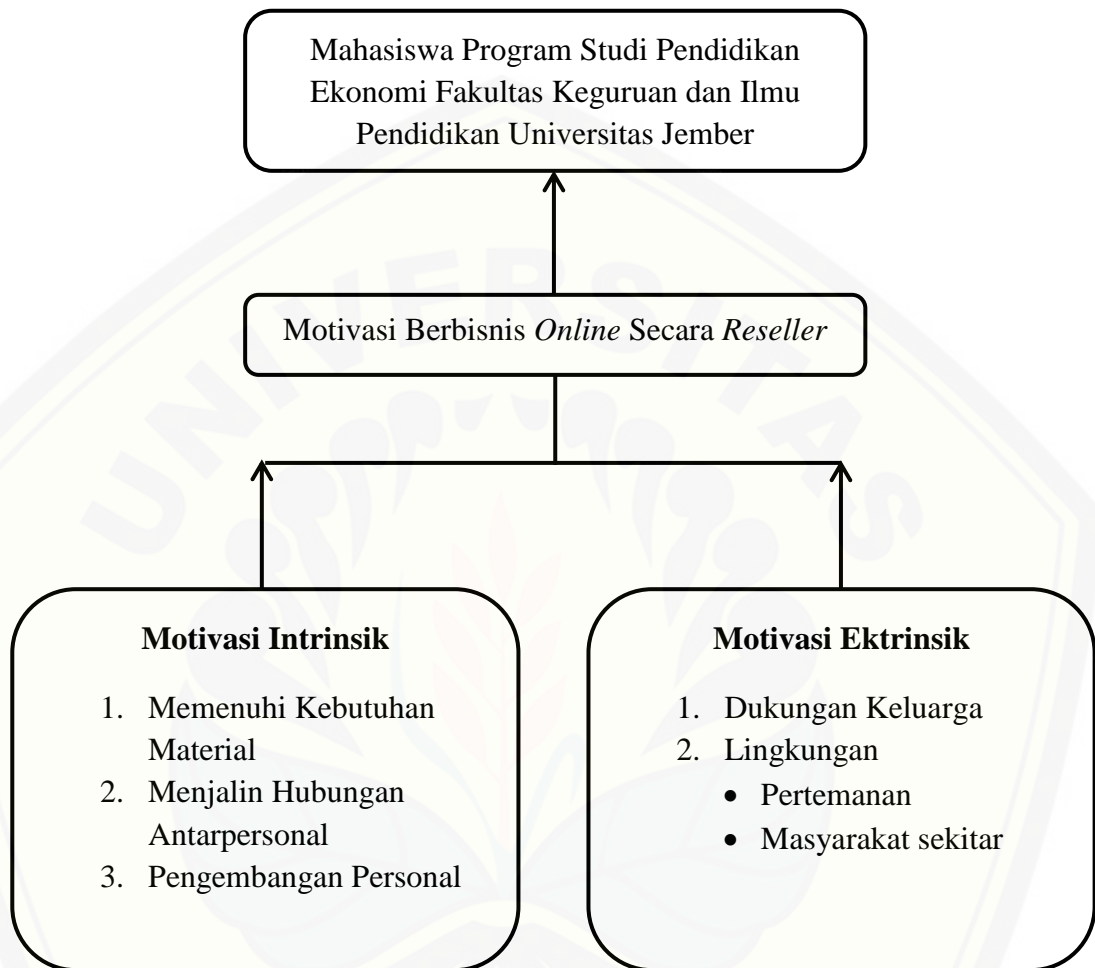 Mahasiswa Program Studi Pendidikan
Ekonomi Fakultas Keguruan dan Ilmu
Pendidikan Universitas Jember
UNIVERSITAS
Motivasi Berbisnis Online Secara Reseller
Motivasi Intrinsik
1. Memenuhi Kebutuhan
Material
2. Menjalin Hubungan
Antarpersonal
3. Pengembangan Personal
Motivasi Ektrinsik
1. Dukungan Keluarga
2. Lingkungan
• Pertemanan
• Masyarakat sekitar